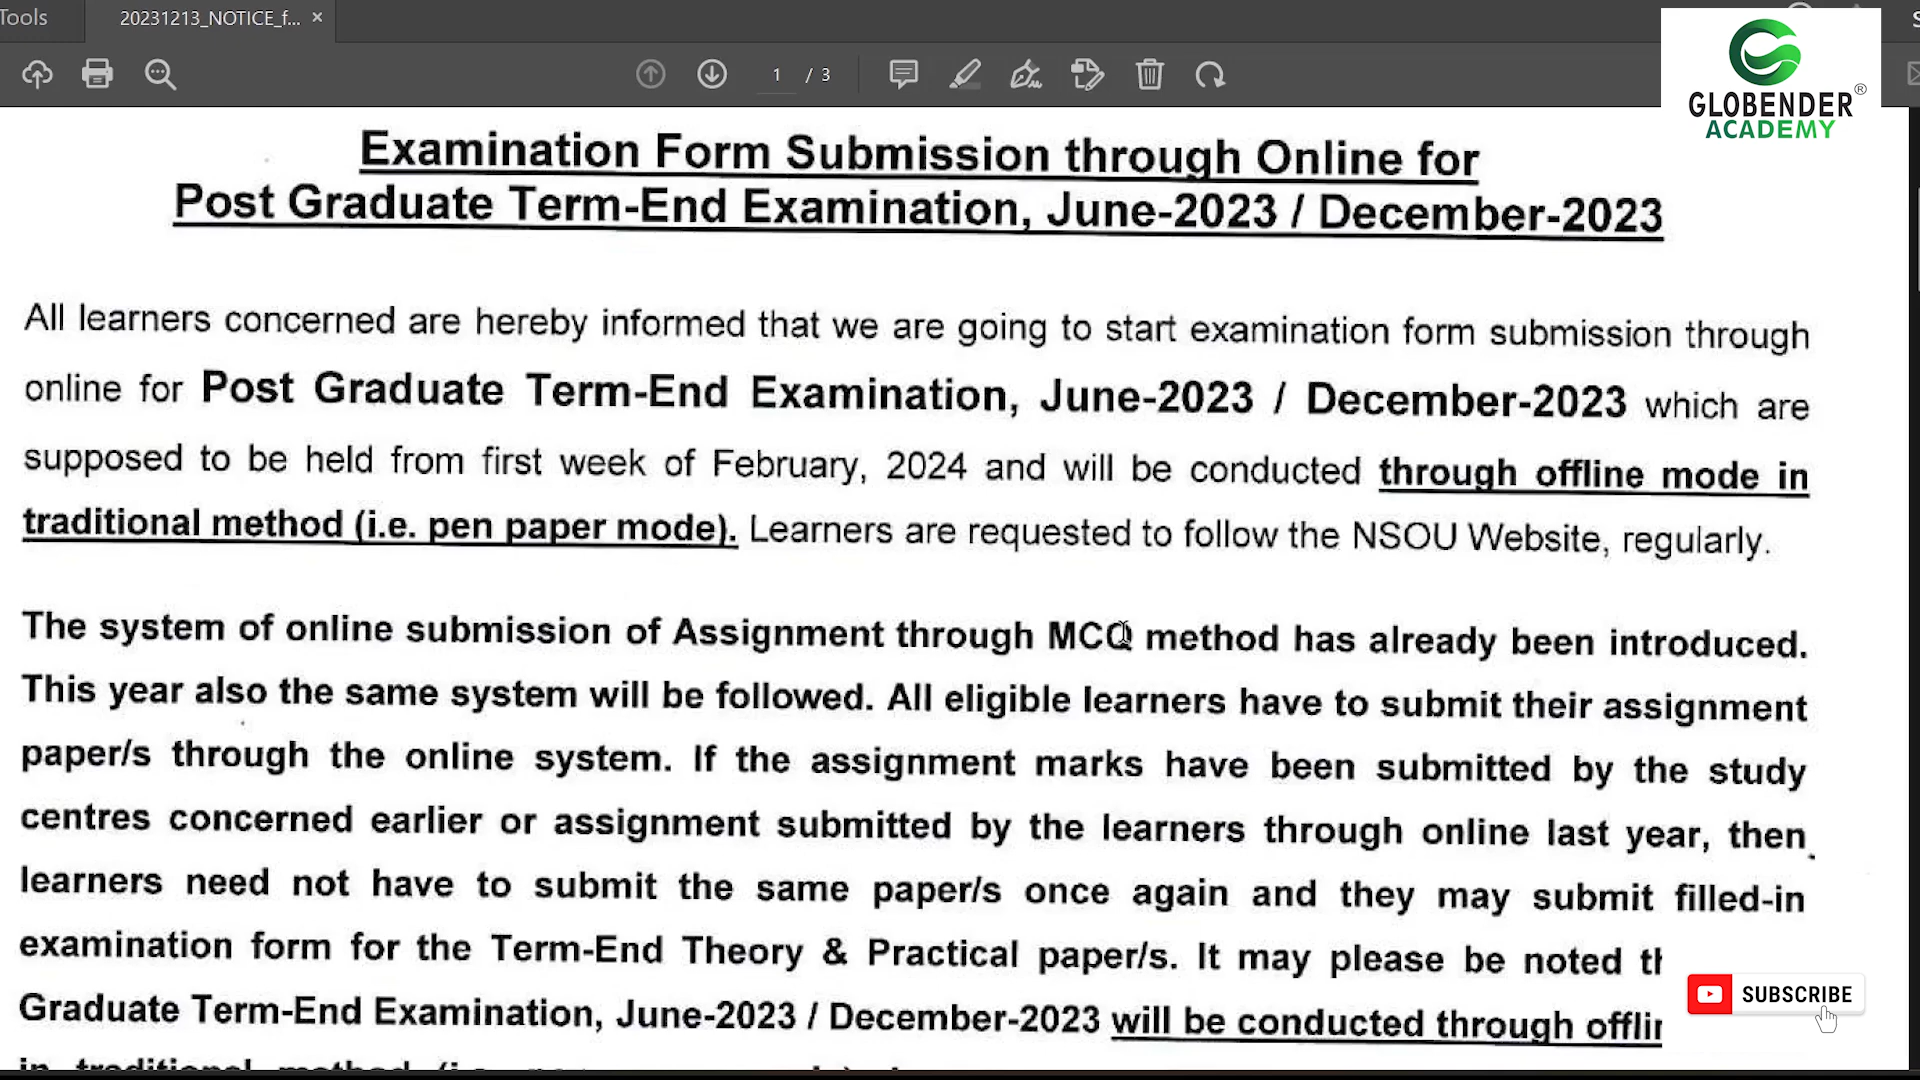 Tools
20231213_NOTICE_f... ×
1 / 3
GLOBENDER®
ACADEMY
Examination Form Submission through Online for
Post Graduate Term-End Examination, June-2023 / December-2023
All learners concerned are hereby informed that we are going to start examination form submission through
online for Post Graduate Term-End Examination, June-2023 / December-2023 which are
supposed to be held from first week of February, 2024 and will be conducted through offline mode in
traditional method (i.e. pen paper mode). Learners are requested to follow the NSOU Website, regularly.
The system of online submission of Assignment through MCQ method has already been introduced.
This year also the same system will be followed. All eligible learners have to submit their assignment
paper/s through the online system. If the assignment marks have been submitted by the study
centres concerned earlier or assignment submitted by the learners through online last year, then
learners need not have to submit the same paper/s once again and they may submit filled-in
examination form for the Term-End Theory & Practical paper/s. It may please be noted
Graduate Term-End Examination, June-2023 / December-2023 will be conducted through
in traditional method
SUBSCRIBE